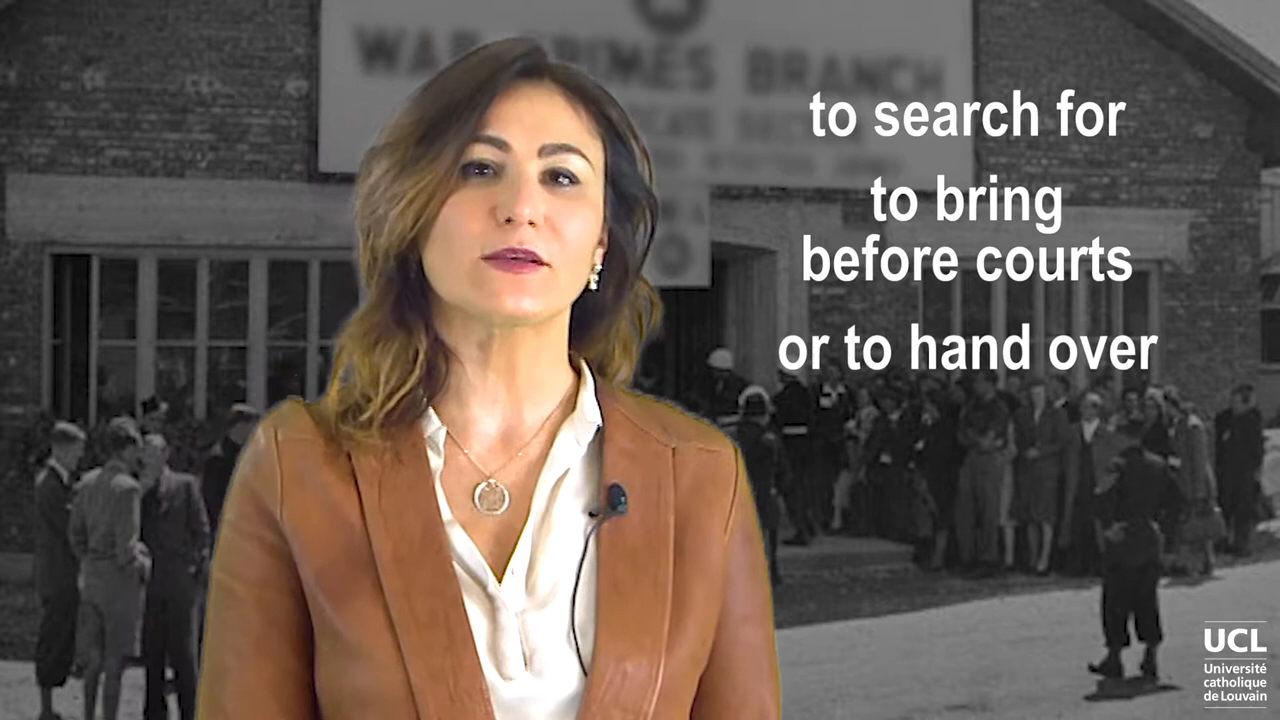 WAR CRIMES BRANCH
to search for
to bring
before courts
or to hand over
UCL
Université
catholique
de Louvain